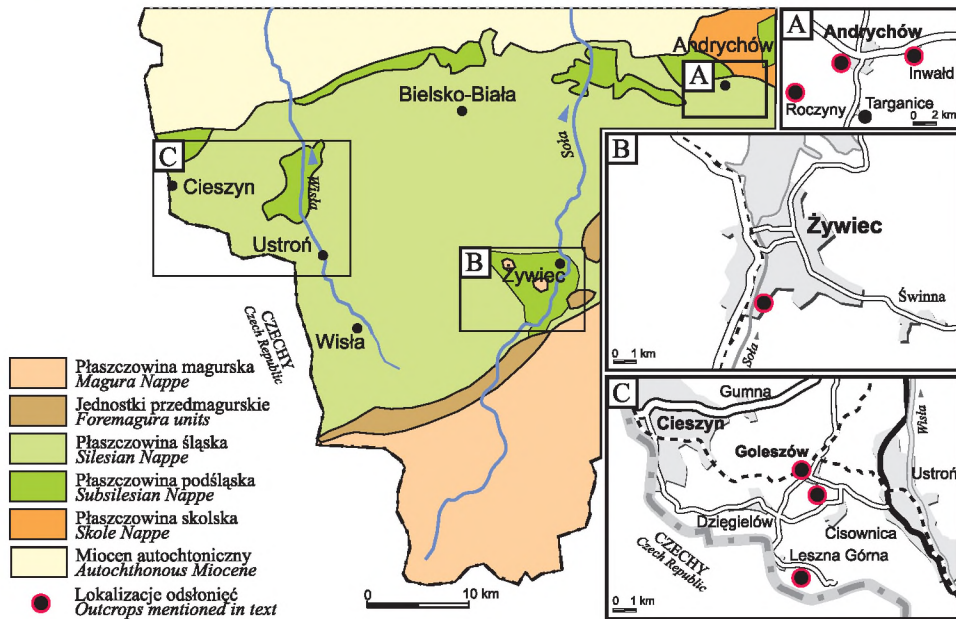 Andrychów
A
Bielsko-Biała
Soła
C
Cieszyn
Wisła
Ustroń
B
Żywiec
CZECHY
Czech Republic
Wisła
Płaszczowina magurska
Magura Nappe
Jednostki przedmagurskie
Foremagura units
Płaszczowina śląska
Silesian Nappe
Płaszczowina podśląska
Subsilesian Nappe
Płaszczowina skolska
Skole Nappe
Miocen autochtoniczny
Autochthonous Miocene
Lokalizacje odsłonięć
Outcrops mentioned in text
0 10 km
A
Andrychów
Inwałd
Roczyny
Targanice
0 2 km
B
Żywiec
Świnna
Soła
0 1 km
C
Gumna
Cieszyn
Wisła
Goleszów
Ustroń
Dzięgielów
Cisownica
Leszna Górna
CZECHY
Czech Republic
0 1 km